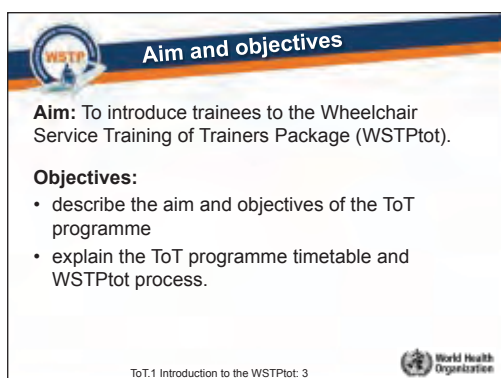 WSTP
Aim and objectives
Aim: To introduce trainees to the Wheelchair
Service Training of Trainers Package (WSTPtot).
Objectives:
• describe the aim and objectives of the ToT
programme
• explain the ToT programme timetable and
WSTPtot process.
ToT.1 Introduction to the WSTPtot: 3
World Health
Organization